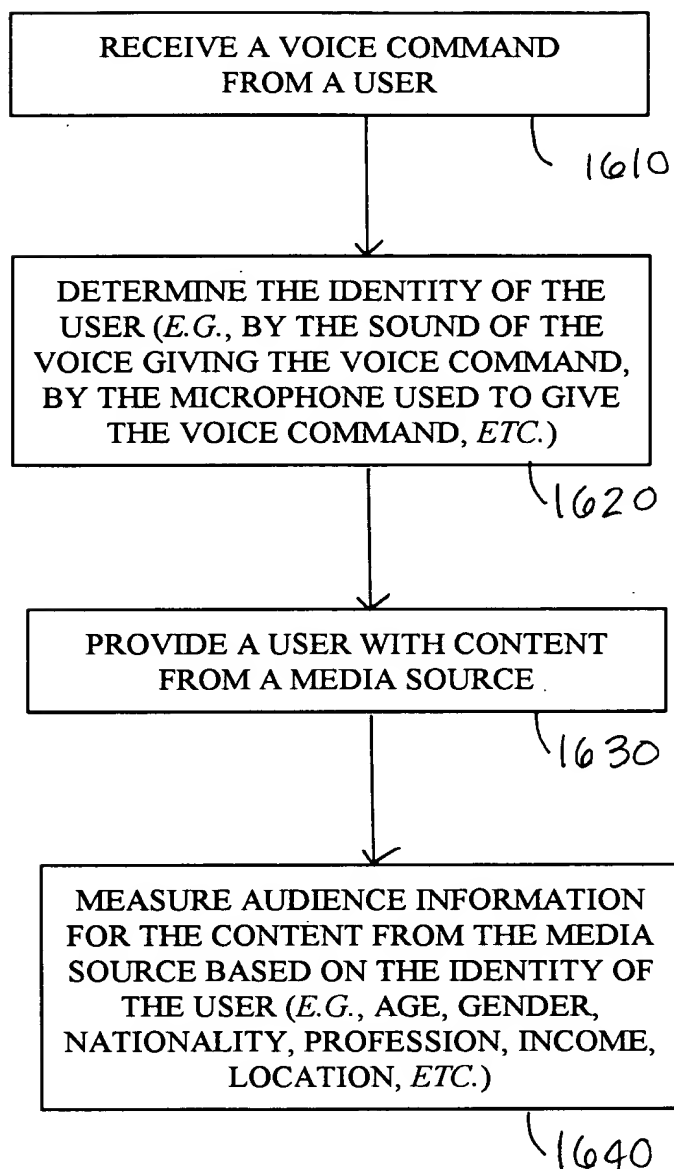 RECEIVE A VOICE COMMAND
FROM A USER
1610
DETERMINE THE IDENTITY OF THE
USER (E.G., BY THE SOUND OF THE
VOICE GIVING THE VOICE COMMAND,
BY THE MICROPHONE USED TO GIVE
THE VOICE COMMAND, ETC.)
1620
PROVIDE A USER WITH CONTENT
FROM A MEDIA SOURCE
1630
MEASURE AUDIENCE INFORMATION
FOR THE CONTENT FROM THE MEDIA
SOURCE BASED ON THE IDENTITY OF
THE USER (E.G., AGE, GENDER,
NATIONALITY, PROFESSION, INCOME,
LOCATION, ETC.)
1640